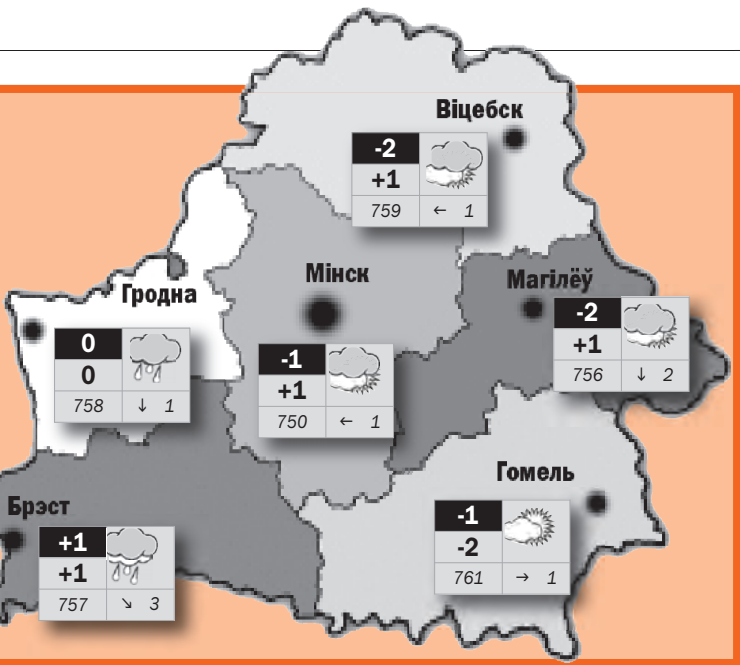 Віцебск
-2
+1
759 ← 1
Мінск
-1
+1
750 ← 1
Магілёў
-2
+1
756 ↓ 2
Гродна
0
0
758 ↓ 1
Гомель
-1
-2
761 → 1
Брэст
+1
+1
757 ↘ 3